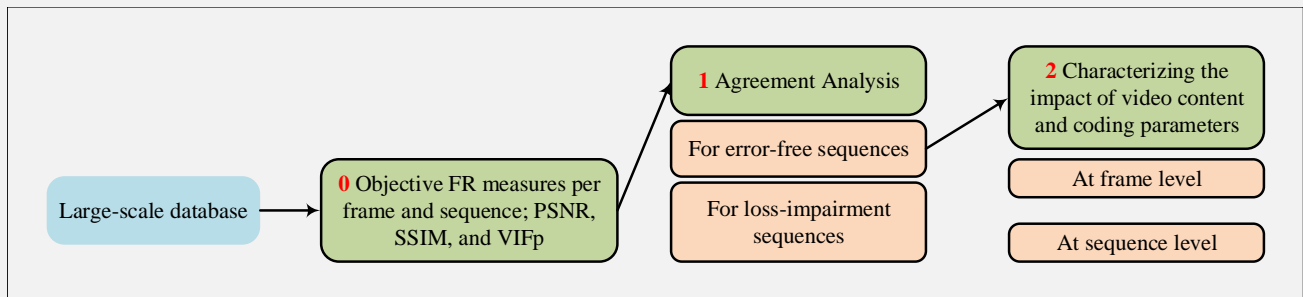 Large-scale database
0 Objective FR measures per
frame and sequence; PSNR,
SSIM, and VIFp
1 Agreement Analysis
For error-free sequences
For loss-impairment
sequences
2 Characterizing the
impact of video content
and coding parameters
At frame level
At sequence level